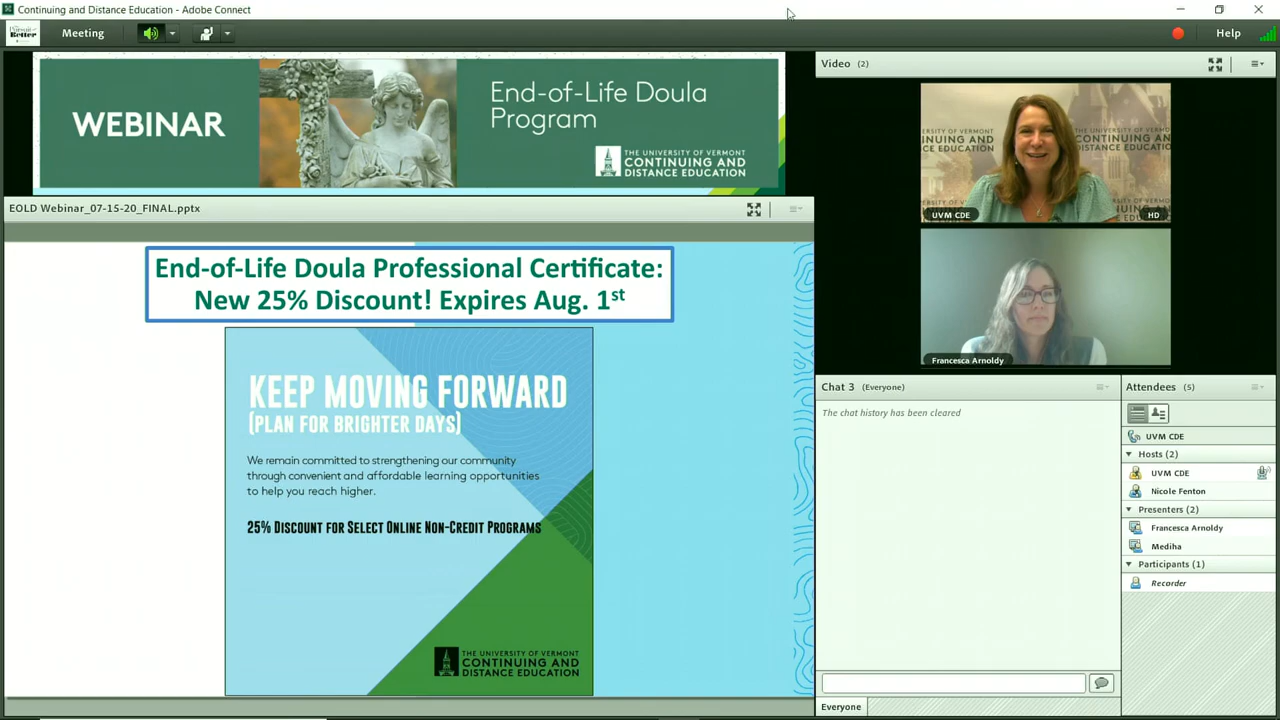 Continuing and Distance Education - Adobe Connect
Meeting
Help
WEBINAR
End-of-Life Doula
Program
THE UNIVERSITY OF VERMONT
CONTINUING AND
DISTANCE EDUCATION
EOLD Webinar_07-15-20_FINAL.pptx
End-of-Life Doula Professional Certificate:
New 25% Discount! Expires Aug. 1st
KEEP MOVING FORWARD
(PLAN FOR BRIGHTER DAYS)
We remain committed to strengthening our community
through convenient and affordable learning opportunities
to help you reach higher.
25% DISCOUNT FOR SELECT ONLINE NON-CREDIT PROGRAMS
THE UNIVERSITY OF VERMONT
CONTINUING AND
DISTANCE EDUCATION
Video (2)
UVM CDE
HD
Francesca Arnoldy
Chat 3 (Everyone)
The chat history has been cleared
Everyone
Attendees (5)
UVM CDE
Hosts (2)
UVM CDE
Nicole Fenton
Presenters (2)
Francesca Arnoldy
Mediha
Participants (1)
Recorder